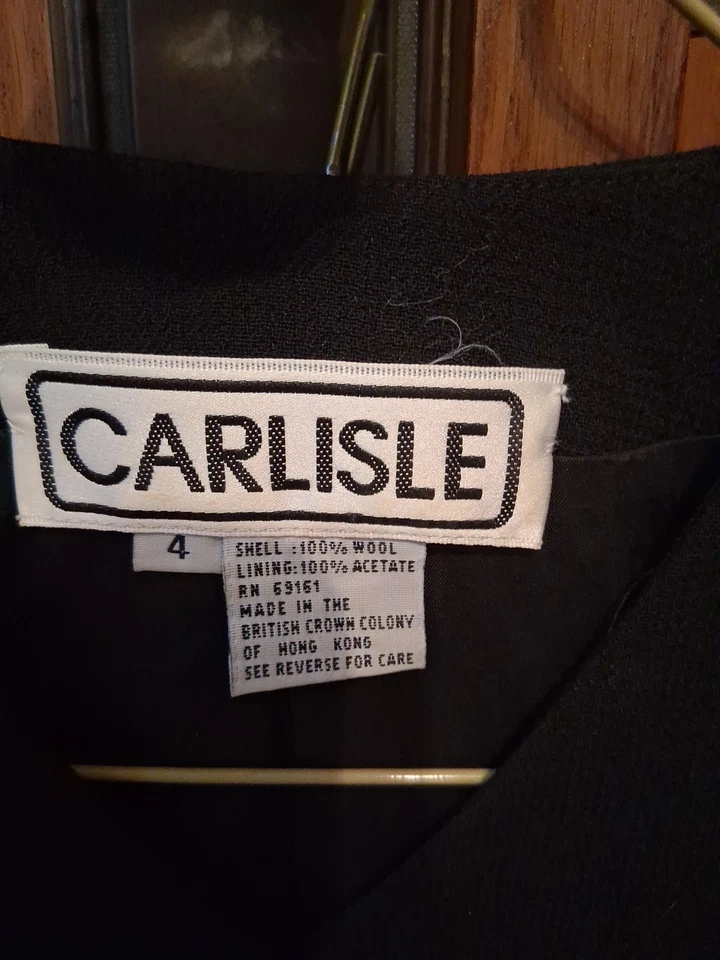 CARLISLE
4
SHELL :100% WOOL
LINING:100% ACETATE
RN 69161
MADE IN THE
BRITISH CROWN COLONY
OF HONG KONG
SEE REVERSE FOR CARE